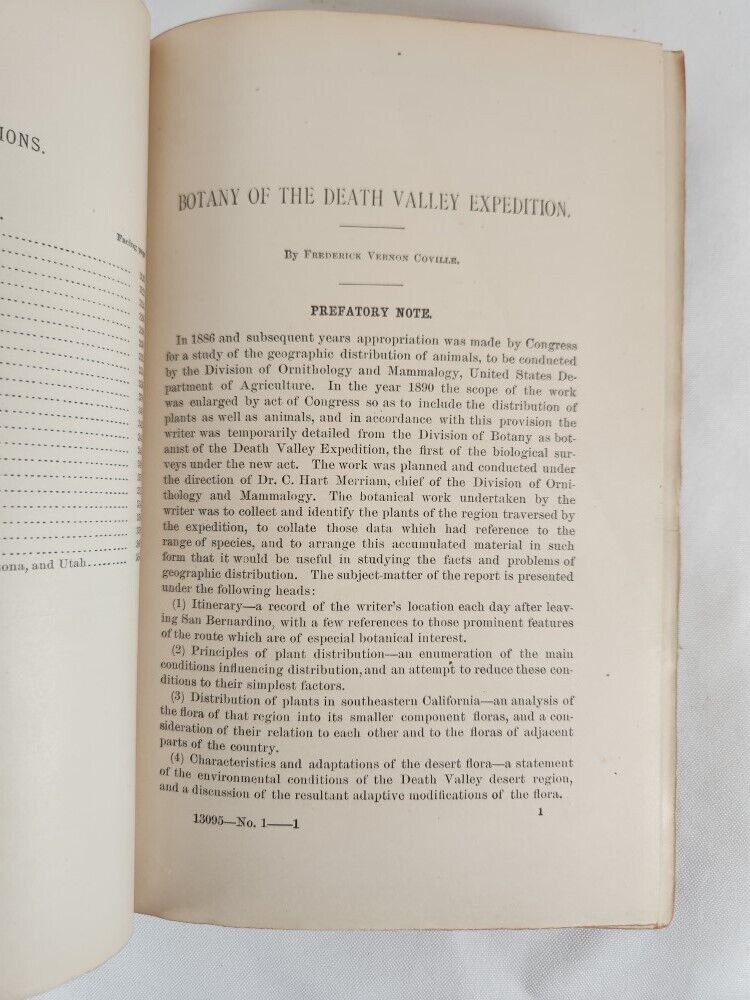 IONS.
Facing
ona, and Utah
BOTANY OF THE DEATH VALLEY EXPEDITION.
By Frederick Vernon Coville.
PREFATORY NOTE.
In 1886 and subsequent years appropriation was made by Congress
for a study of the geographic distribution of animals, to be conducted
by the Division of Ornithology and Mammalogy, United States De-
partment of Agriculture. In the year 1890 the scope of the work
was enlarged by act of Congress so as to include the distribution of
plants as well as animals, and in accordance with this provision the
writer was temporarily detailed from the Division of Botany as bot-
anist of the Death Valley Expedition, the first of the biological sur-
veys under the new act. The work was planned and conducted under
the direction of Dr. C. Hart Merriam, chief of the Division of Orni-
thology and Mammalogy. The botanical work undertaken by the
writer was to collect and identify the plants of the region traversed by
the expedition, to collate those data which had reference to the
range of species, and to arrange this accumulated material in such
form that it would be useful in studying the facts and problems of
geographic distribution. The subject-matter of the report is presented
under the following heads:
(1) Itinerary—a record of the writer's location each day after leav-
ing San Bernardino, with a few references to those prominent features
of the route which are of especial botanical interest.
(2) Principles of plant distribution—an enumeration of the main
conditions influencing distribution, and an attempt to reduce these con-
ditions to their simplest factors.
(3) Distribution of plants in southeastern California—an analysis of
the flora of that region into its smaller component floras, and a con-
sideration of their relation to each other and to the floras of adjacent
parts of the country.
(4) Characteristics and adaptations of the desert flora—a statement
of the environmental conditions of the Death Valley desert region,
and a discussion of the resultant adaptive modifications of the flora.
13095—No. 1——1
1